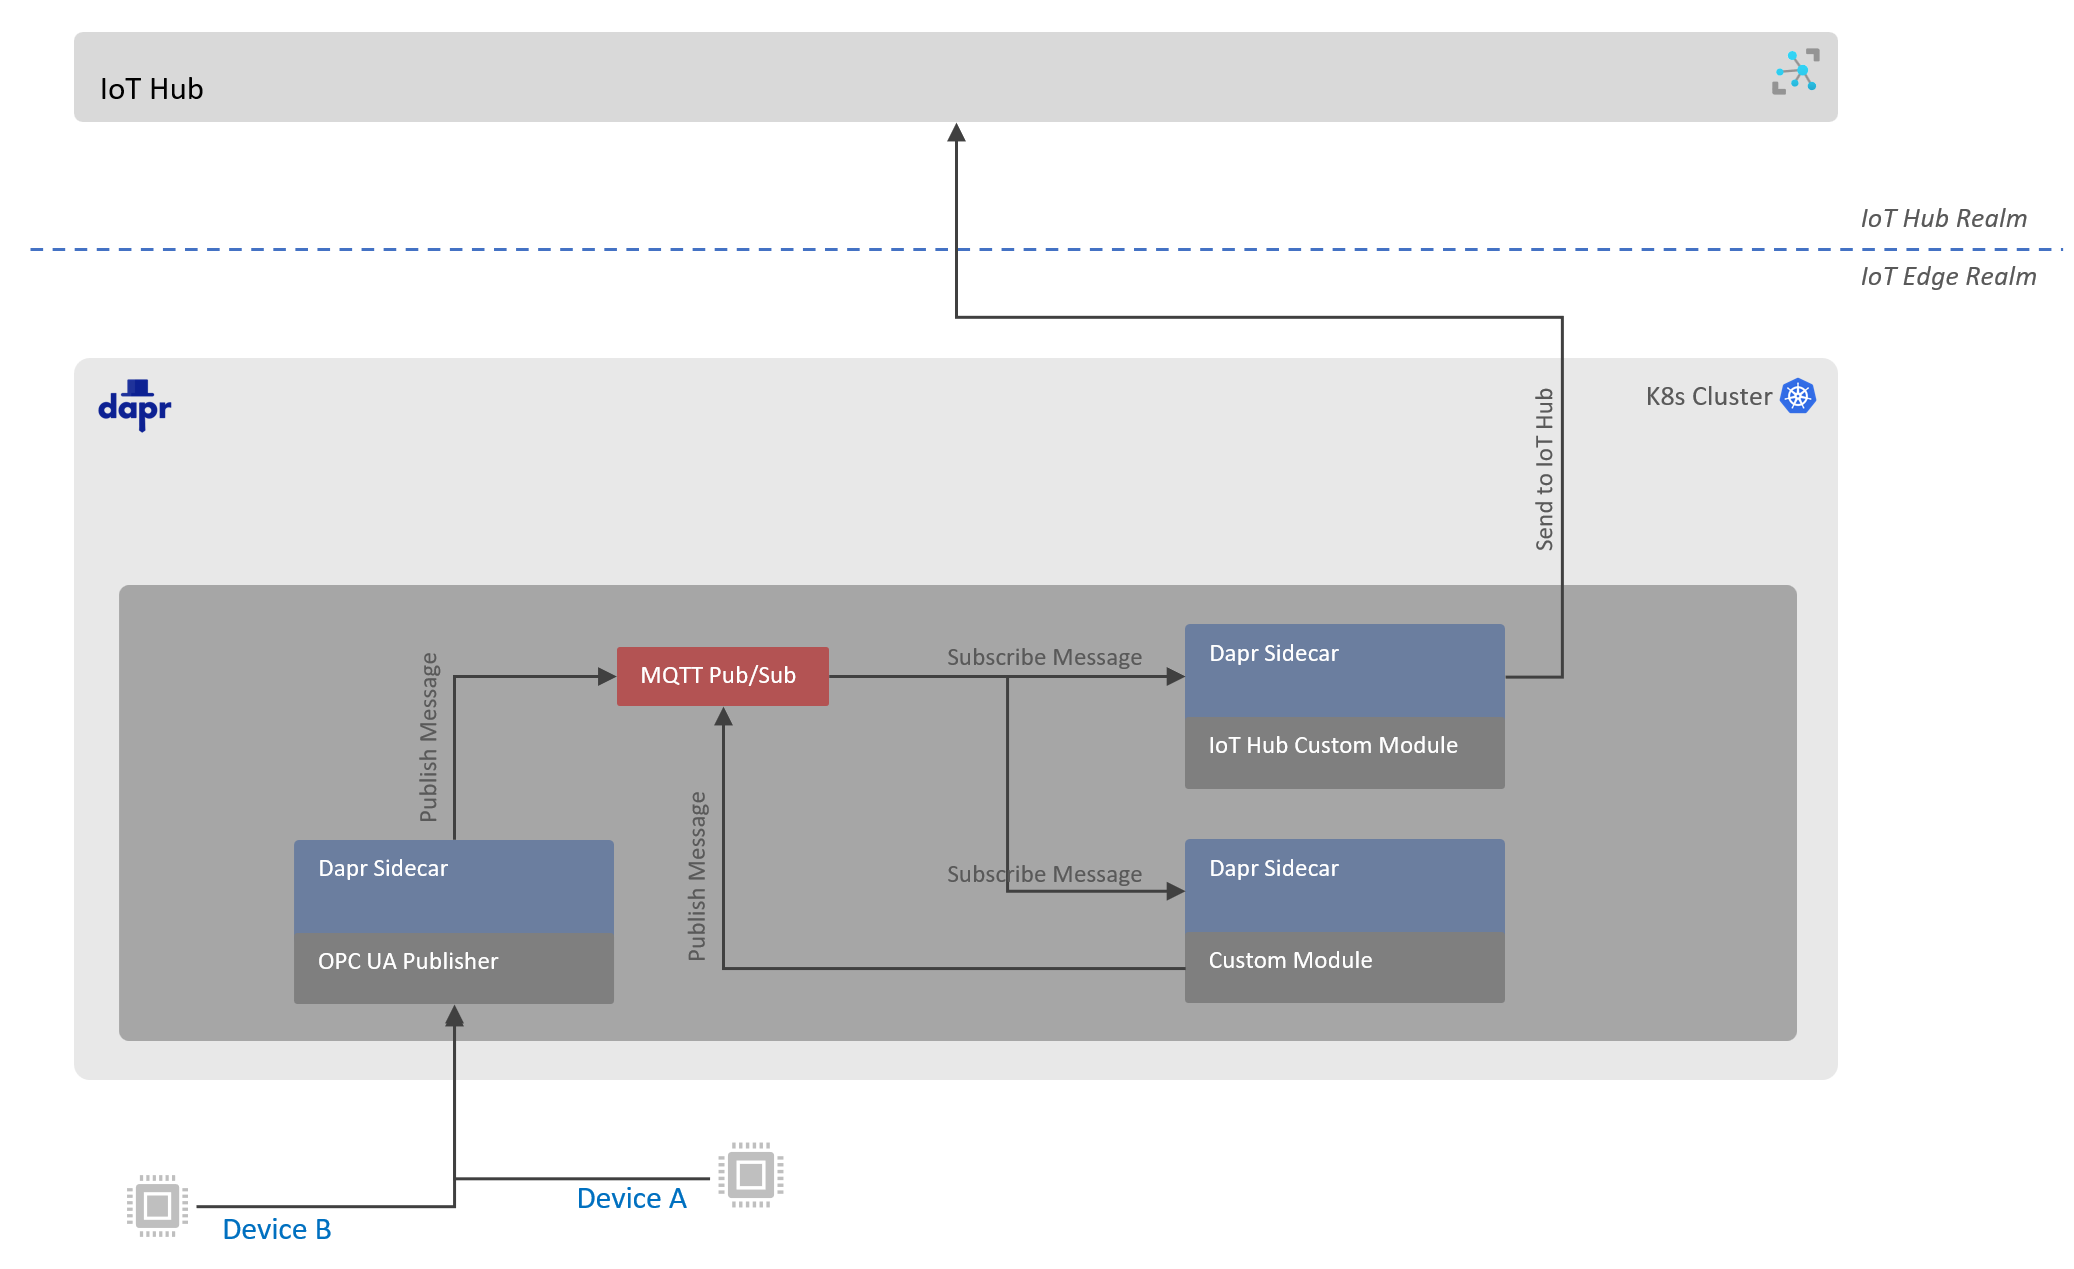 IoT Hub
IoT Hub Realm
IoT Edge Realm
dapr
K8s Cluster
Send to IoT Hub
Publish Message
MQTT Pub/Sub
Subscribe Message
Dapr Sidecar
IoT Hub Custom Module
Publish Message
Subscribe Message
Dapr Sidecar
Custom Module
Dapr Sidecar
OPC UA Publisher
Device A
Device B